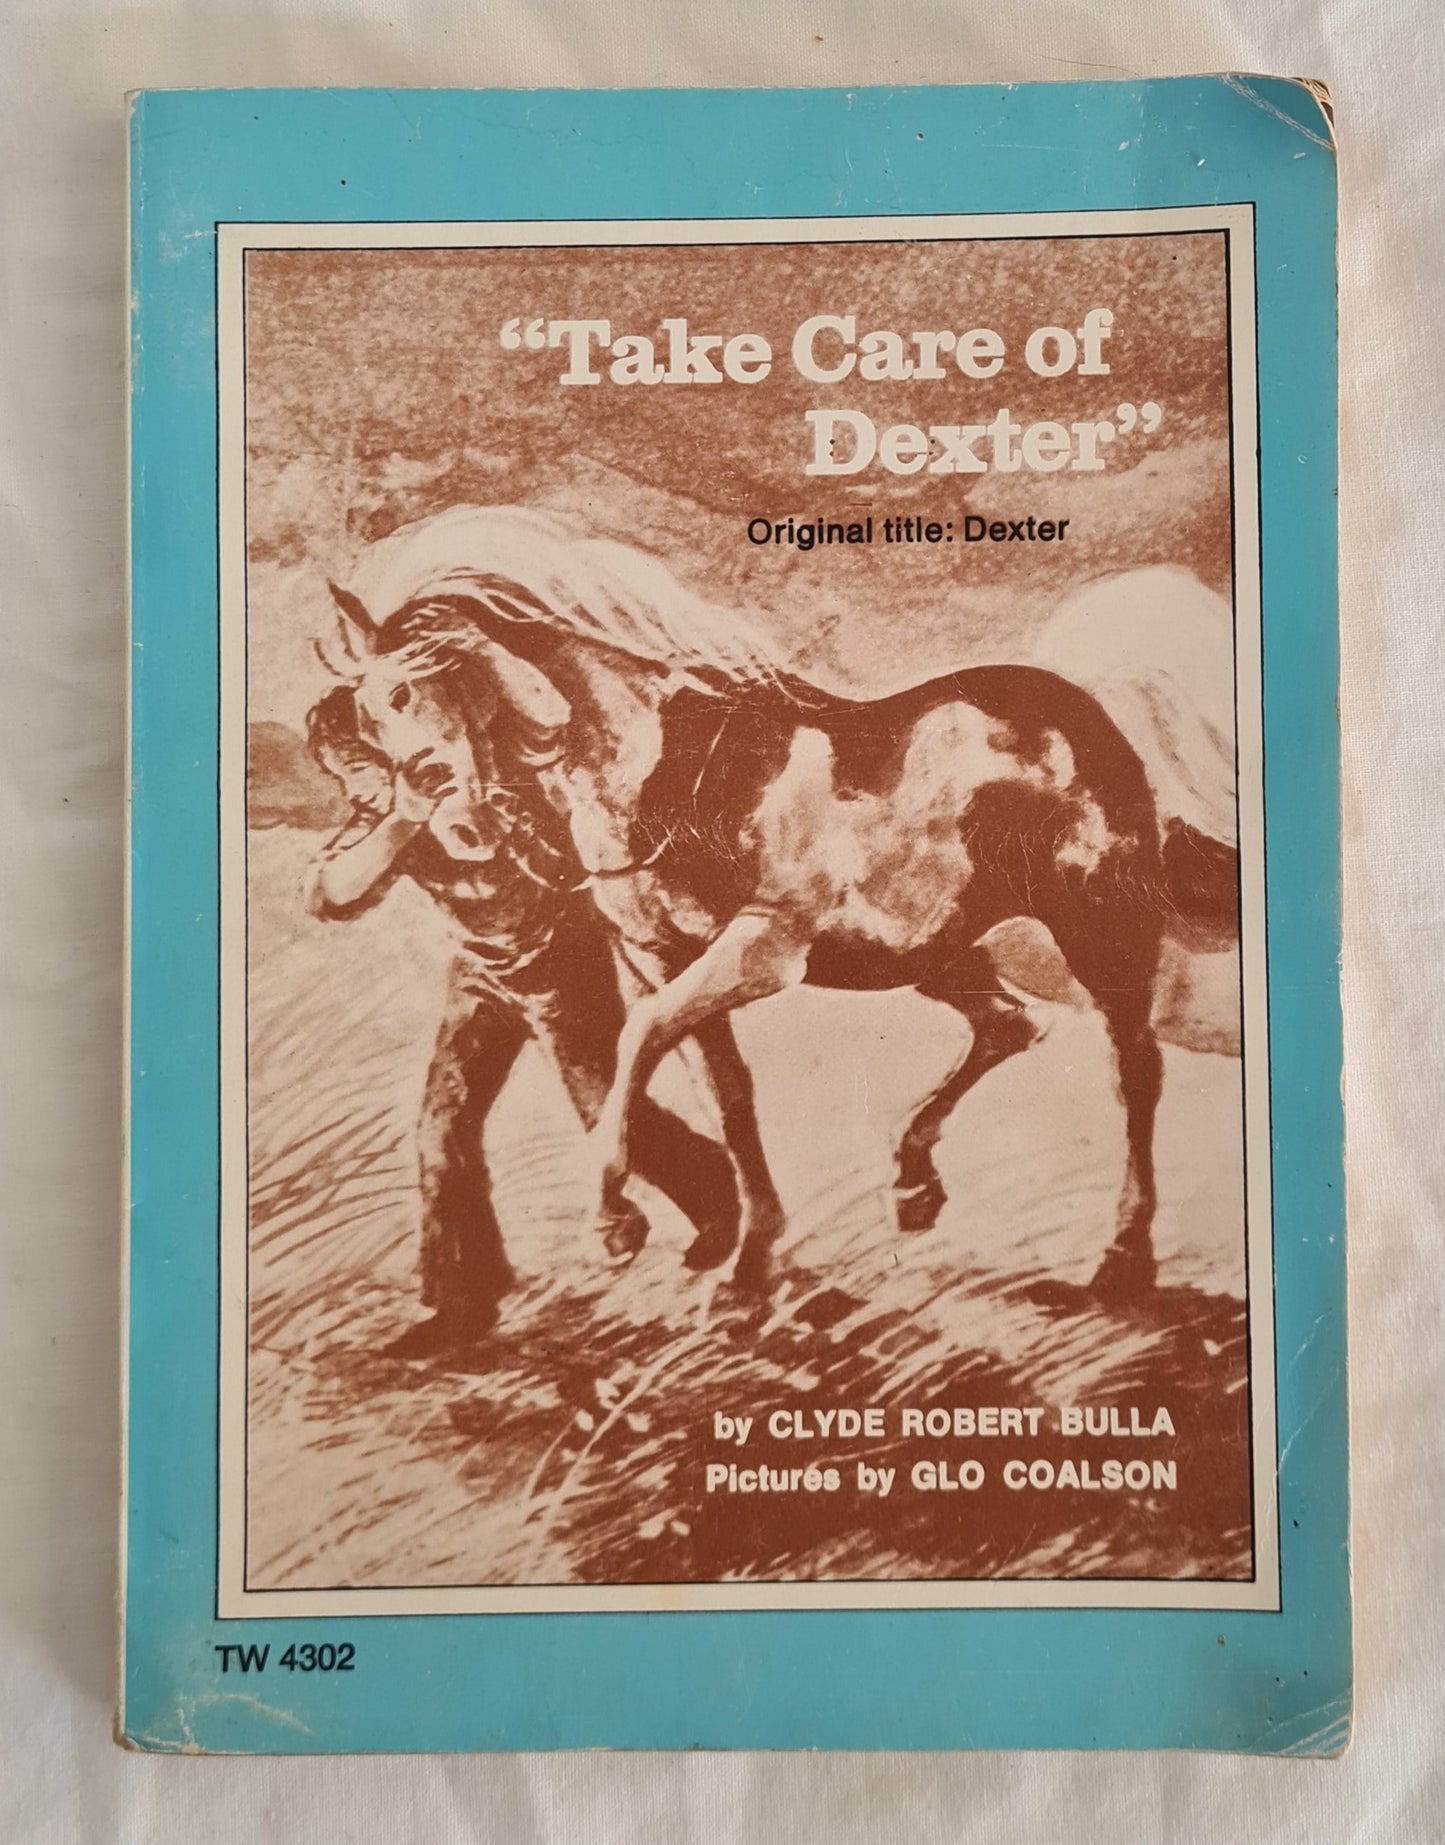 “Take Care of
Dexter”
Original title: Dexter
by CLYDE ROBERT BULLA
Pictures by GLO COALSON
TW 4302